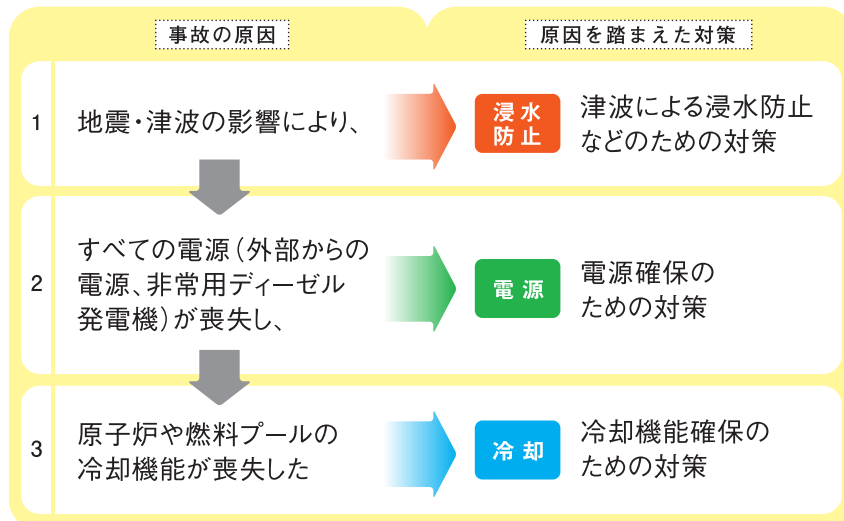 事故の原因
原因を踏まえた対策
1
地震・津波の影響により、
浸水
防止
津波による浸水防止
などのための対策
2
すべての電源（外部からの
電源、非常用ディーゼル
発電機）が喪失し、
電源
電源確保の
ための対策
3
原子炉や燃料プールの
冷却機能が喪失した
冷却
冷却機能確保の
ための対策